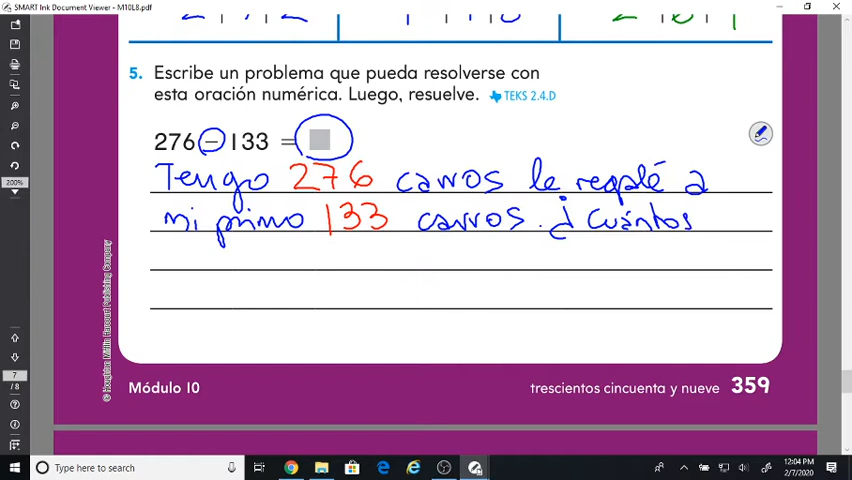 SMART Ink Document Viewer - M10L8.pdf
5. Escribe un problema que pueda resolverse con
esta oración numérica. Luego, resuelve. TEKS 2.4.D
276 − 133 =
Tengo 276 carros le regalé a
mi primo 133 carros. ¿Cuántos
© Houghton Mifflin Harcourt Publishing Company
Módulo 10
trescientos cincuenta y nueve 359
200%
7
/ 8
Type here to search
12:04 PM
2/7/2020